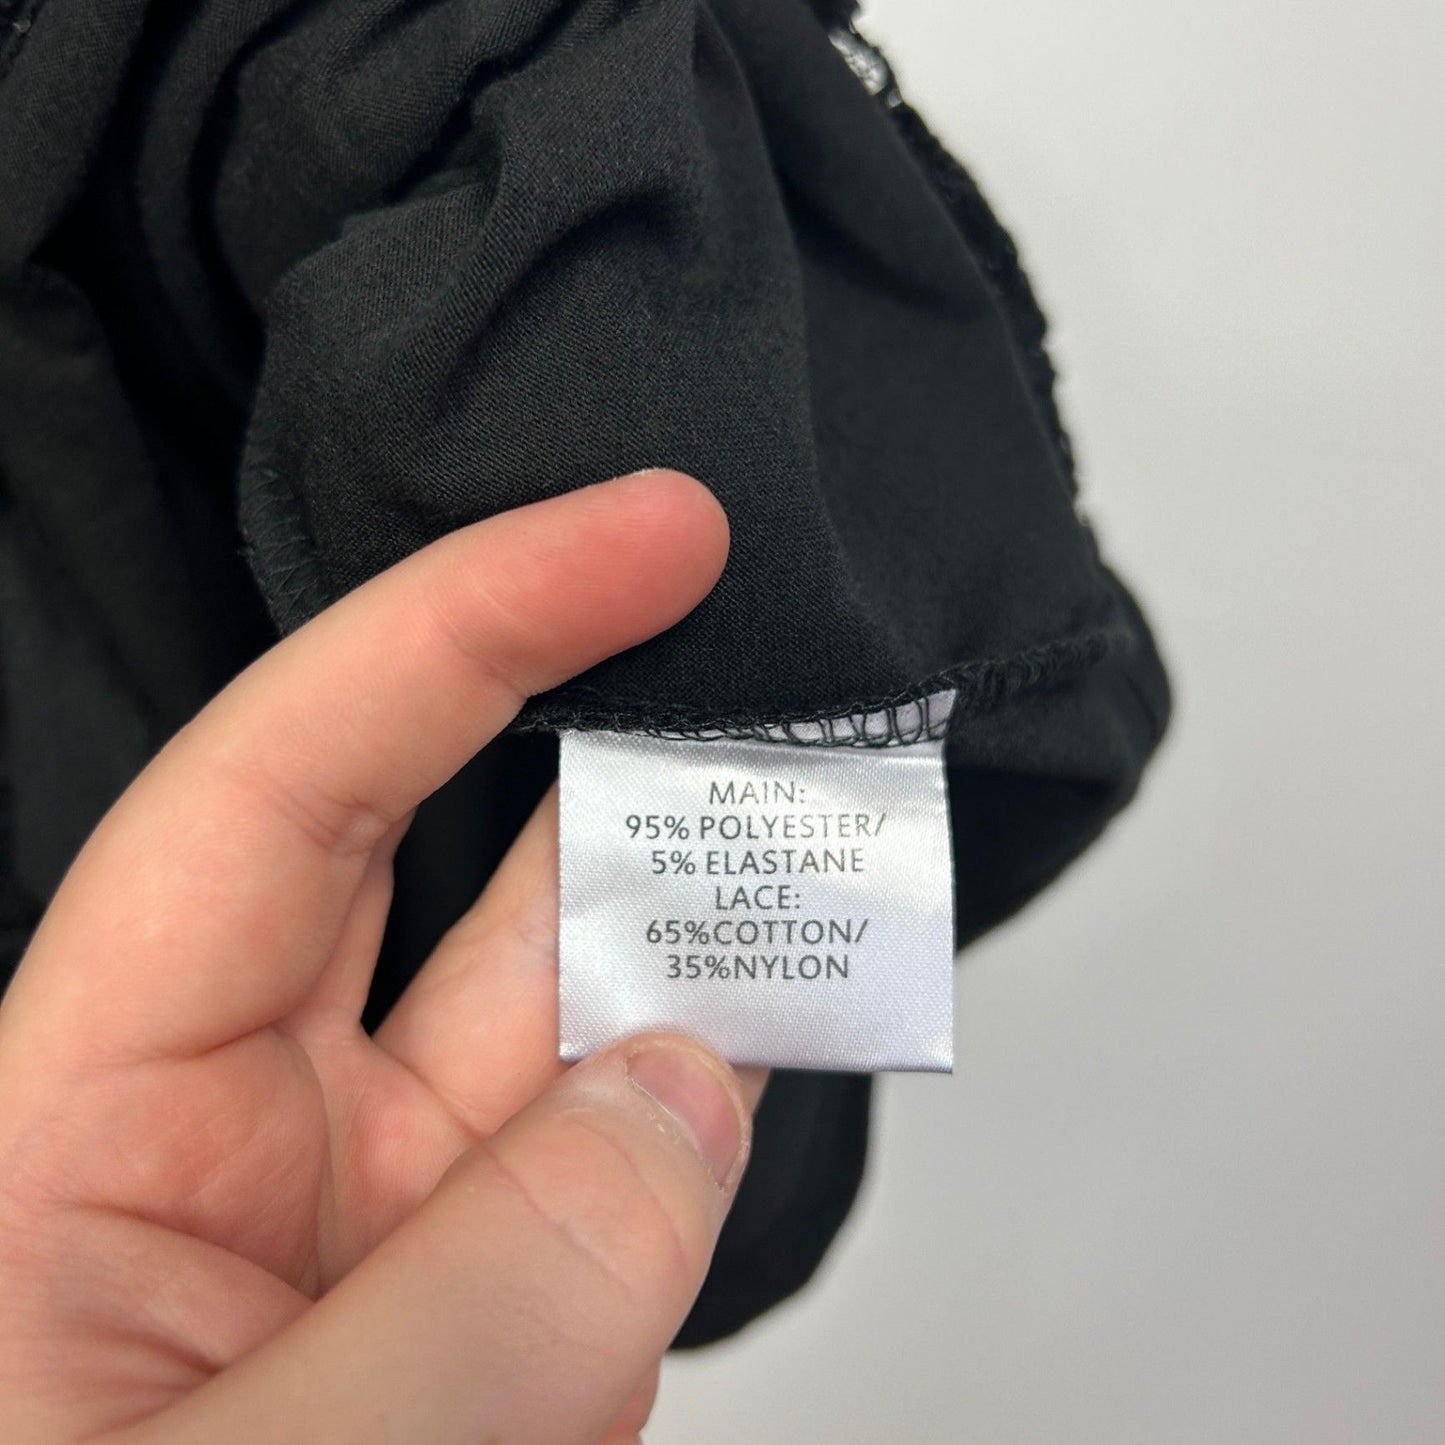 MAIN:
95% POLYESTER/
5% ELASTANE
LACE:
65%COTTON/
35%NYLON